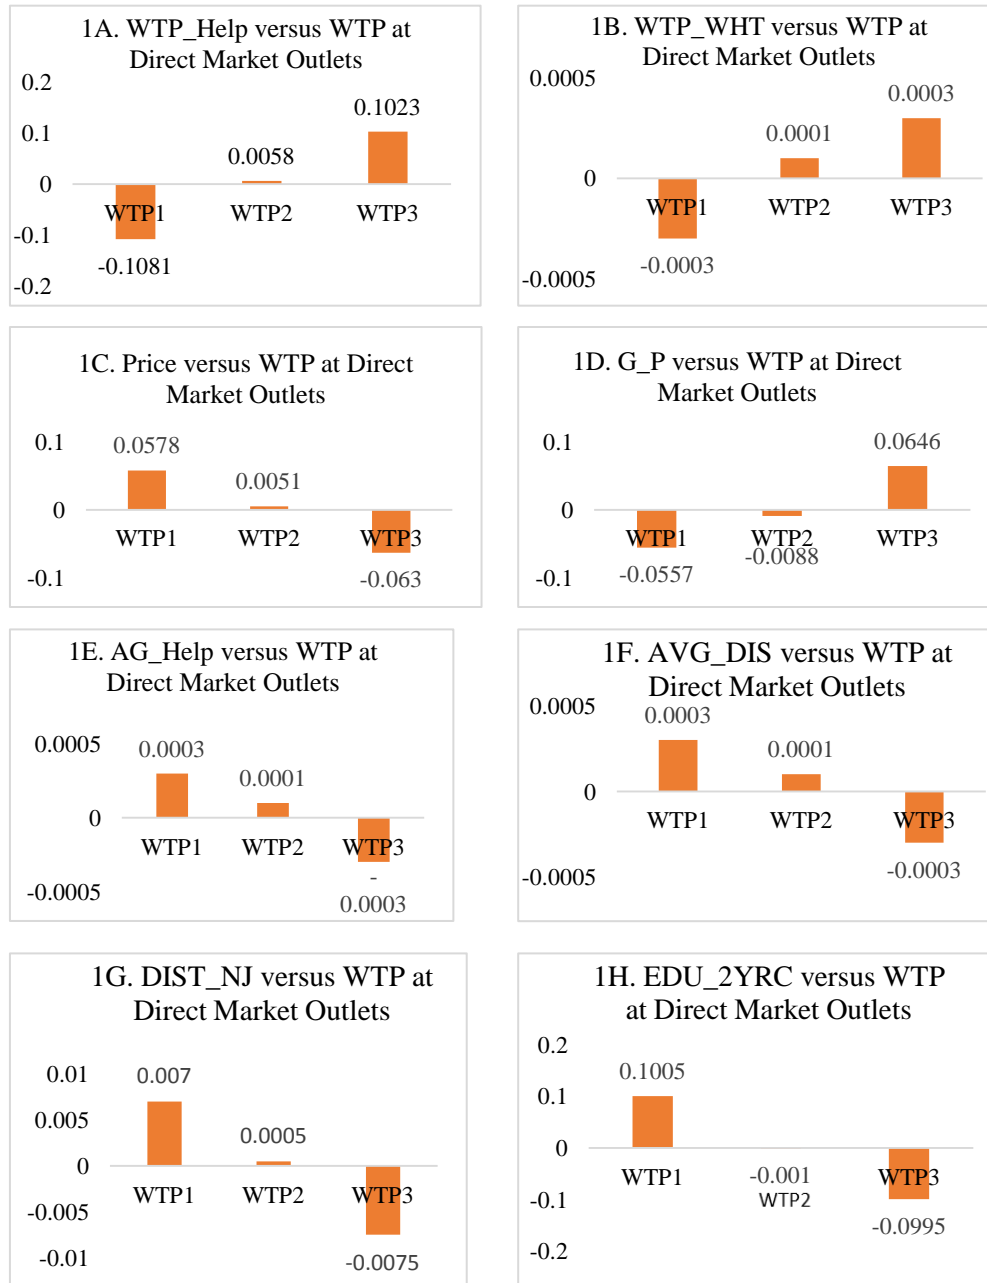 1A. WTP_Help versus WTP at
Direct Market Outlets
0.2
0.1
0
-0.1
-0.2
-0.1081
0.0058
0.1023
WTP1
WTP2
WTP3
1B. WTP_WHT versus WTP at
Direct Market Outlets
0.0005
0
-0.0005
-0.0003
0.0001
0.0003
WTP1
WTP2
WTP3
1C. Price versus WTP at Direct
Market Outlets
0.1
0
-0.1
0.0578
0.0051
-0.063
WTP1
WTP2
WTP3
1D. G_P versus WTP at Direct
Market Outlets
0.1
0
-0.1
-0.0557
-0.0088
0.0646
WTP1
WTP2
WTP3
1E. AG_Help versus WTP at
Direct Market Outlets
0.0005
0
-0.0005
0.0003
0.0001
-
0.0003
WTP1
WTP2
WTP3
1F. AVG_DIS versus WTP at
Direct Market Outlets
0.0005
0
-0.0005
0.0003
0.0001
-0.0003
WTP1
WTP2
WTP3
1G. DIST_NJ versus WTP at
Direct Market Outlets
0.01
0.005
0
-0.005
-0.01
0.007
0.0005
-0.0075
WTP1
WTP2
WTP3
1H. EDU_2YRC versus WTP
at Direct Market Outlets
0.2
0.1
0
-0.1
-0.2
0.1005
-0.001
-0.0995
WTP1
WTP2
WTP3